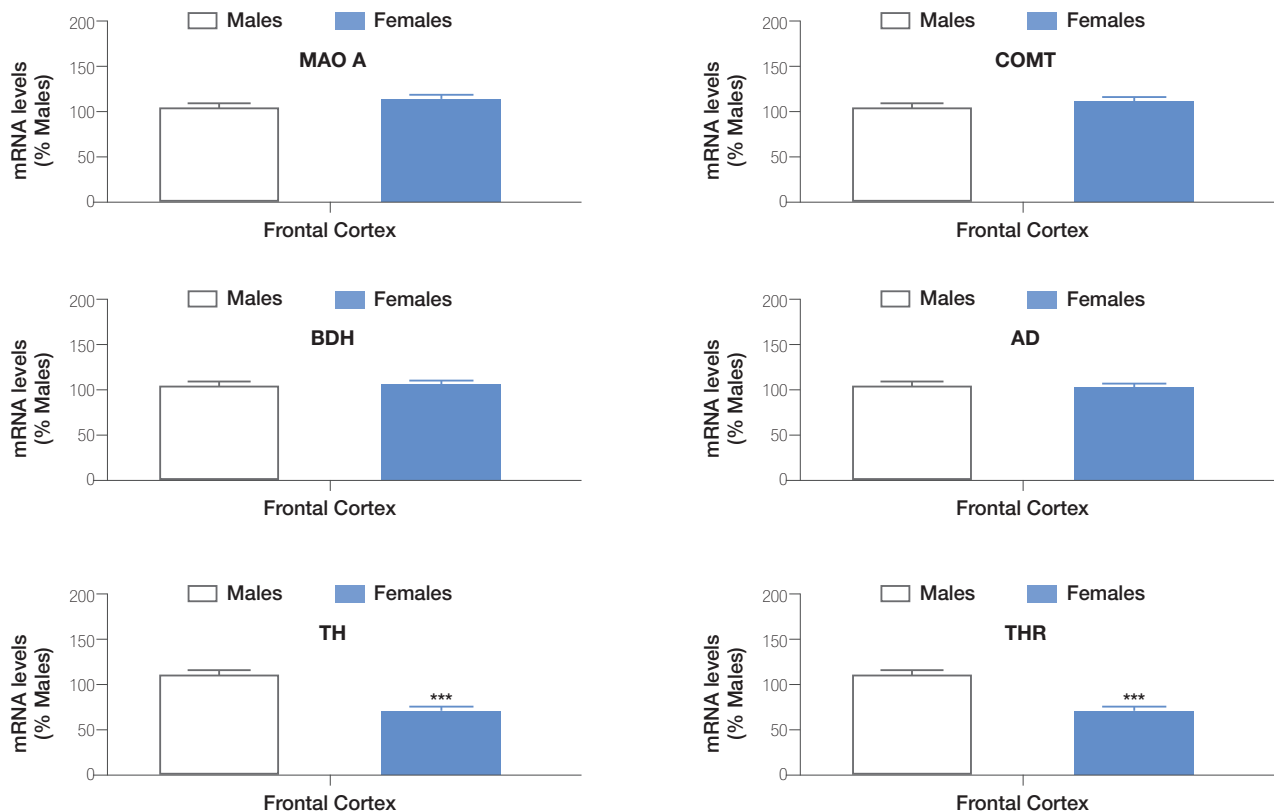 Males Females
MAO A
mRNA levels
(% Males)
200
150
100
50
0
Frontal Cortex
Males Females
COMT
mRNA levels
(% Males)
200
150
100
50
0
Frontal Cortex
Males Females
BDH
mRNA levels
(% Males)
200
150
100
50
0
Frontal Cortex
Males Females
AD
mRNA levels
(% Males)
200
150
100
50
0
Frontal Cortex
Males Females
TH
mRNA levels
(% Males)
200
150
100
50
0
***
Frontal Cortex
Males Females
THR
mRNA levels
(% Males)
200
150
100
50
0
***
Frontal Cortex